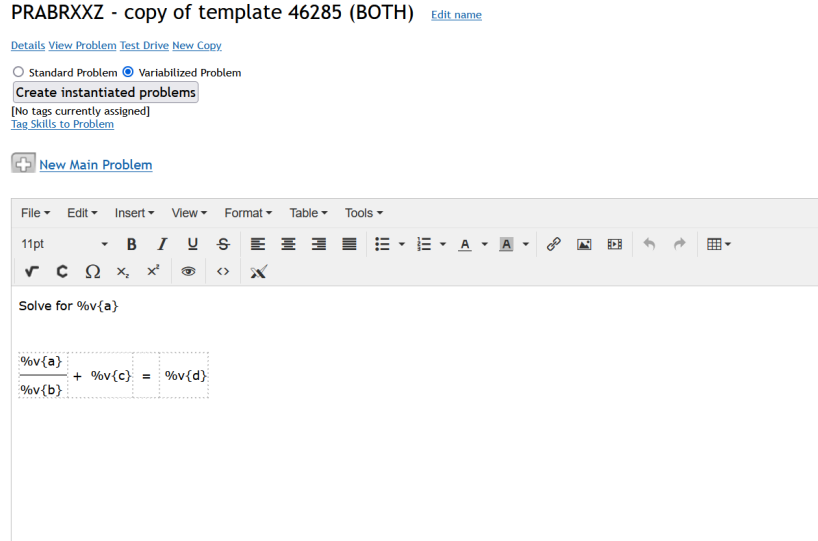 PRABRXXZ - copy of template 46285 (BOTH) Edit name
Details View Problem Test Drive New Copy
Standard Problem Variabilized Problem
Create instantiated problems
[No tags currently assigned]
Tag Skills to Problem
New Main Problem
File Edit Insert View Format Table Tools
11pt B I U S A A
C Ω x₂ x²
Solve for %v{a}
%v{a}
+ %v{c} = %v{d}
%v{b}